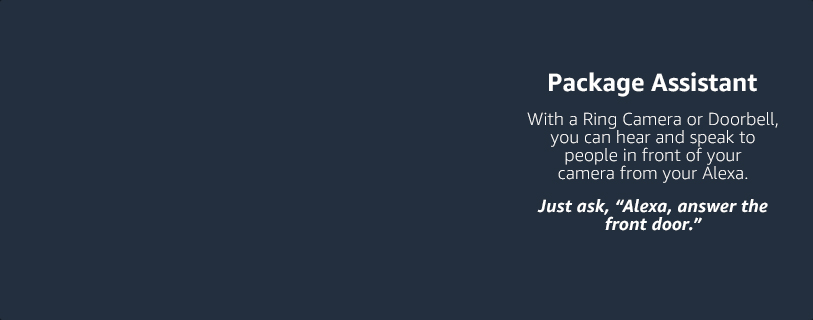 Package Assistant
With a Ring Camera or Doorbell,
you can hear and speak to
people in front of your
camera from your Alexa.
Just ask, “Alexa, answer the
front door.”